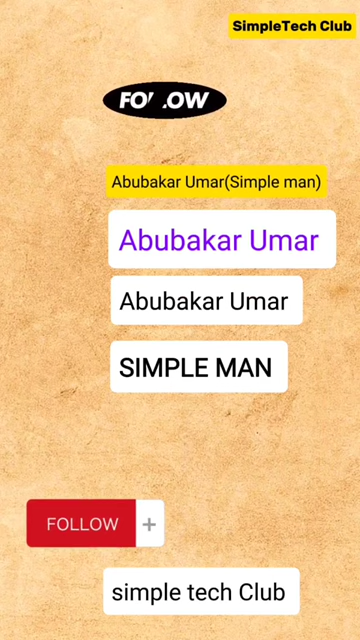 SimpleTech Club
FOLLOW
Abubakar Umar(Simple man)
Abubakar Umar
Abubakar Umar
SIMPLE MAN
FOLLOW +
simple tech Club